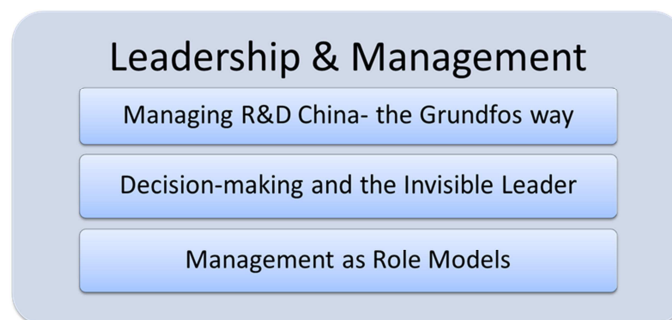 Leadership & Management
Managing R&D China- the Grundfos way
Decision-making and the Invisible Leader
Management as Role Models